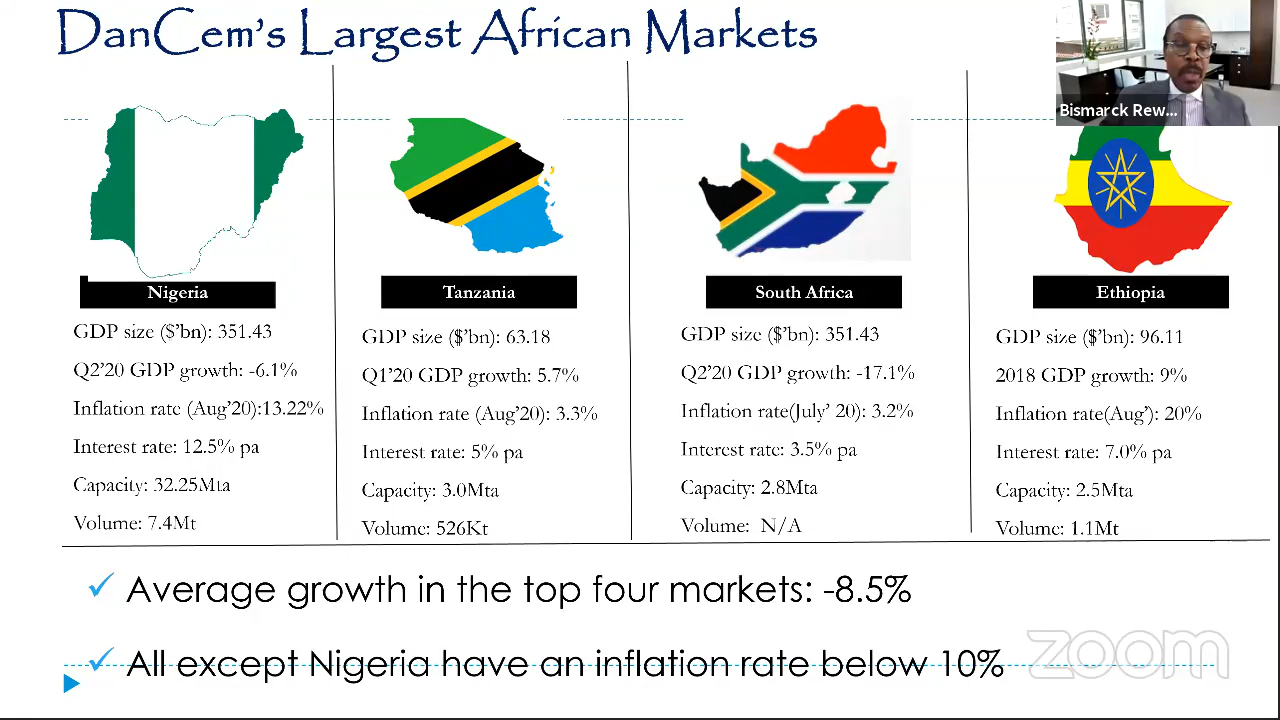 DanCem's Largest African Markets
Bismarck Rew...
Nigeria
GDP size ($'bn): 351.43
Q2'20 GDP growth: -6.1%
Inflation rate (Aug'20):13.22%
Interest rate: 12.5% pa
Capacity: 32.25Mta
Volume: 7.4Mt
Tanzania
GDP size ($'bn): 63.18
Q1'20 GDP growth: 5.7%
Inflation rate (Aug'20): 3.3%
Interest rate: 5% pa
Capacity: 3.0Mta
Volume: 526Kt
South Africa
GDP size ($'bn): 351.43
Q2'20 GDP growth: -17.1%
Inflation rate(July' 20): 3.2%
Interest rate: 3.5% pa
Capacity: 2.8Mta
Volume: N/A
Ethiopia
GDP size ($'bn): 96.11
2018 GDP growth: 9%
Inflation rate(Aug'): 20%
Interest rate: 7.0% pa
Capacity: 2.5Mta
Volume: 1.1Mt
✓ Average growth in the top four markets: -8.5%
✓ All except Nigeria have an inflation rate below 10%
zoom